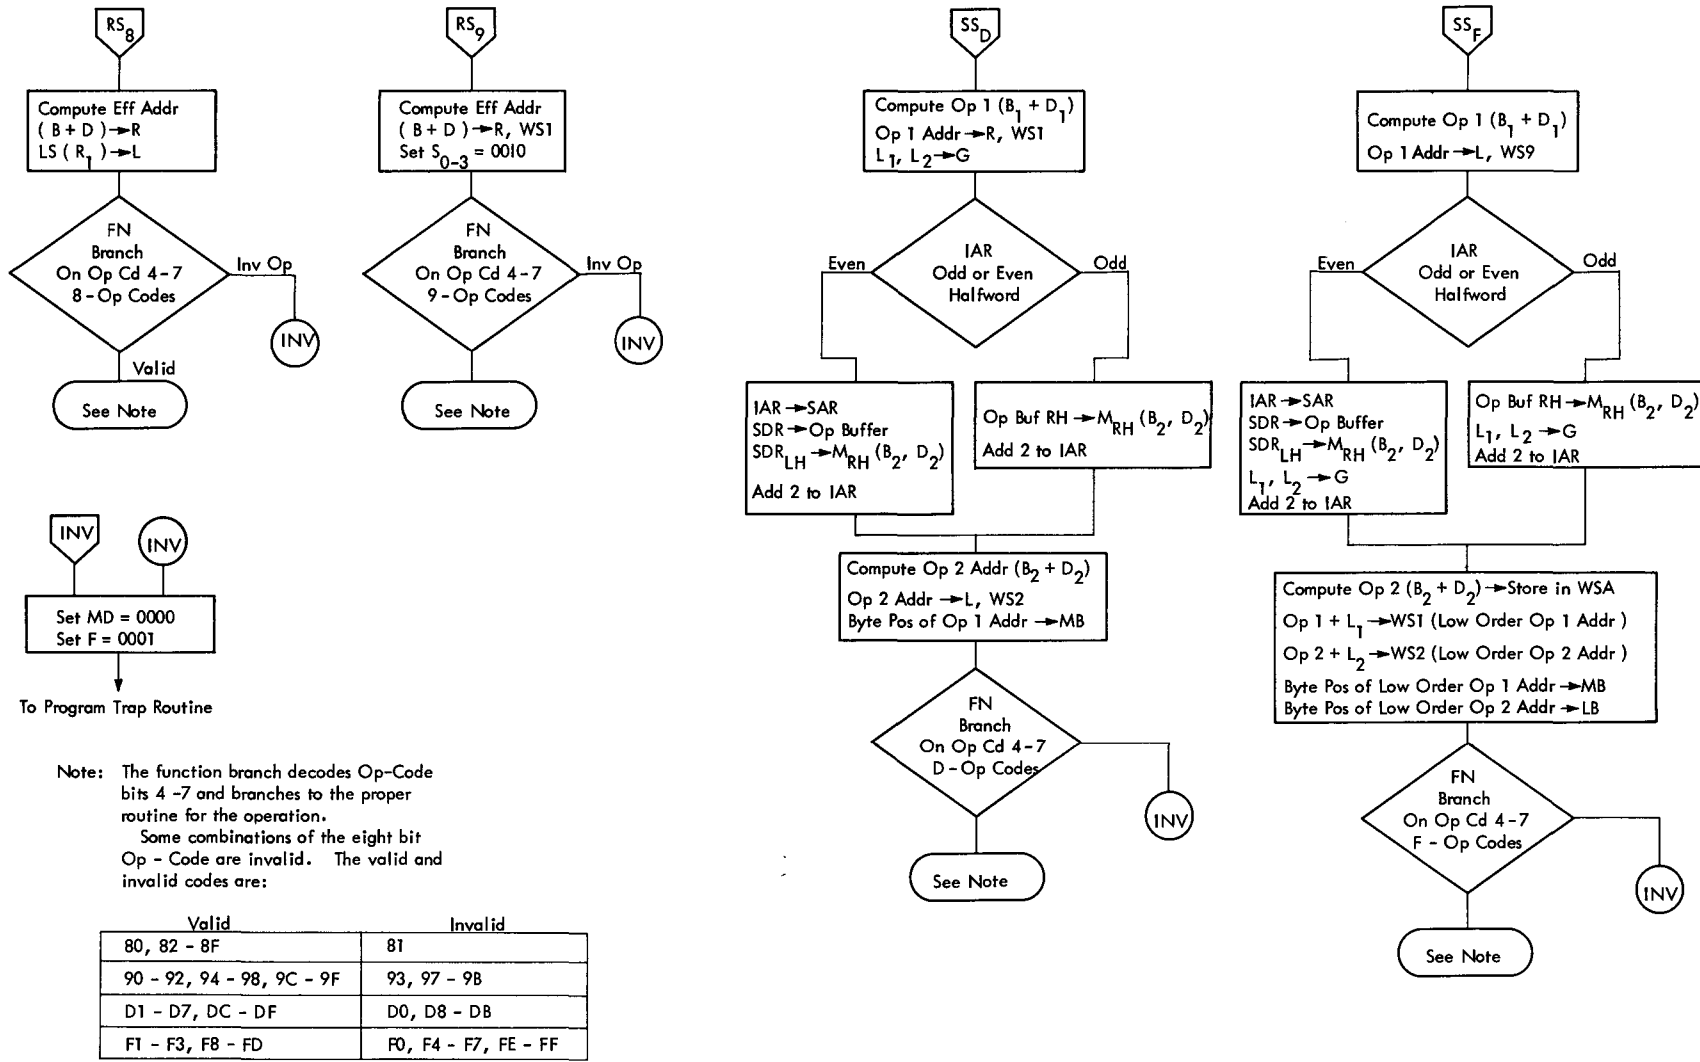 RS8
Compute Eff Addr
( B + D ) → R
LS ( R1 ) → L
FN
Branch
On Op Cd 4 - 7
8 - Op Codes
Inv Op
INV
Valid
See Note
RS9
Compute Eff Addr
( B + D ) → R, WS1
Set S0-3 = 0010
FN
Branch
On Op Cd 4 - 7
9 - Op Codes
Inv Op
INV
See Note
INV
INV
Set MD = 0000
Set F = 0001
To Program Trap Routine
Note: The function branch decodes Op-Code
bits 4 -7 and branches to the proper
routine for the operation.
Some combinations of the eight bit
Op - Code are invalid. The valid and
invalid codes are:
Valid Invalid
80, 82 - 8F 81
90 - 92, 94 - 98, 9C - 9F 93, 97 - 9B
D1 - D7, DC - DF D0, D8 - DB
F1 - F3, F8 - FD F0, F4 - F7, FE - FF
SSD
Compute Op 1 (B1 + D1)
Op 1 Addr → R, WS1
L1, L2 → G
IAR
Odd or Even
Halfword
Even
Odd
IAR → SAR
SDR → Op Buffer
SDRLH → MRH (B2, D2)
Add 2 to IAR
Op Buf RH → MRH (B2, D2)
Add 2 to IAR
Compute Op 2 Addr (B2 + D2)
Op 2 Addr → L, WS2
Byte Pos of Op 1 Addr → MB
FN
Branch
On Op Cd 4 - 7
D - Op Codes
INV
See Note
SSF
Compute Op 1 (B1 + D1)
Op 1 Addr → L, WS9
IAR
Odd or Even
Halfword
Even
Odd
IAR → SAR
SDR → Op Buffer
SDRLH → MRH (B2, D2)
L1, L2 → G
Add 2 to IAR
Op Buf RH → MRH (B2, D2)
L1, L2 → G
Add 2 to IAR
Compute Op 2 (B2 + D2) → Store in WSA
Op 1 + L1 → WS1 (Low Order Op 1 Addr )
Op 2 + L2 → WS2 (Low Order Op 2 Addr )
Byte Pos of Low Order Op 1 Addr → MB
Byte Pos of Low Order Op 2 Addr → LB
FN
Branch
On Op Cd 4 - 7
F - Op Codes
INV
See Note